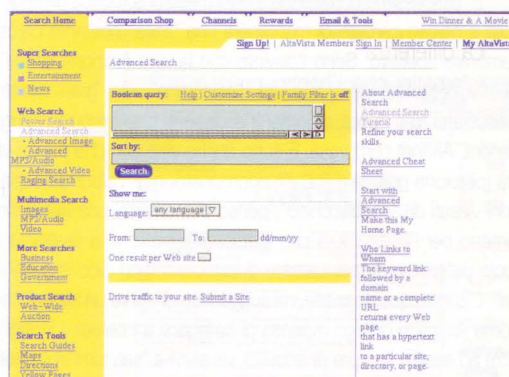 Search Home Comparison Shop Channels Rewards Email & Tools Win Dinner & A Movie
Sign Up! | AltaVista Members Sign In | Member Center | My AltaVista
Super Searches
Shopping
Entertainment
News
Web Search
Power Search
Advanced Search
• Advanced Image
• Advanced
MP3/Audio
• Advanced Video
Raging Search
Multimedia Search
Images
MP3/Audio
Video
More Searches
Business
Education
Government
Product Search
Web-Wide
Auction
Search Tools
Search Guides
Maps
Directions
Yellow Pages
Advanced Search
Boolean query Help | Customize Settings | Family Filter is off
Sort by:
Search
Show me:
Language: any language
From: To: dd/mm/yy
One result per Web site
Drive traffic to your site. Submit a Site
About Advanced
Search
Advanced Search
Tutorial
Refine your search
skills.
Advanced Cheat
Sheet
Start with
Advanced
Search
Make this My
Home Page.
Who Links to
Whom
The keyword link:
followed by a
domain
name or a complete
URL
returns every Web
page
that has a hypertext
link
to a particular site,
directory, or page.